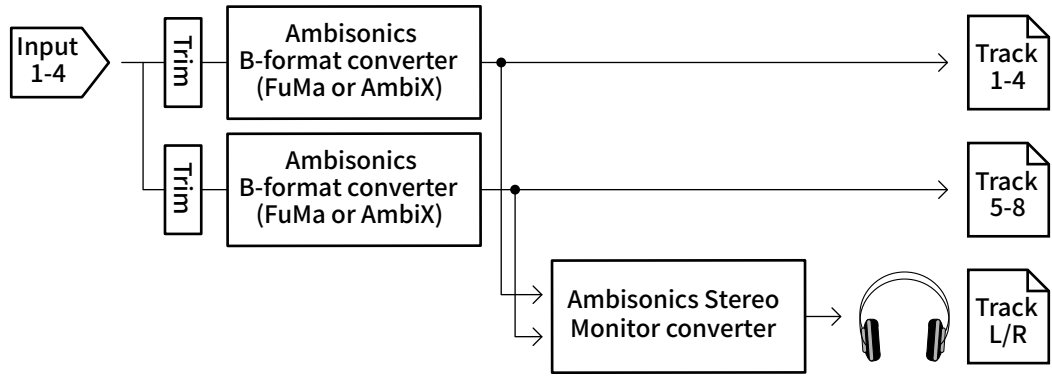 Input
1-4
Trim
Ambisonics
B-format converter
(FuMa or AmbiX)
Track
1-4
Trim
Ambisonics
B-format converter
(FuMa or AmbiX)
Track
5-8
Ambisonics Stereo
Monitor converter
Track
L/R